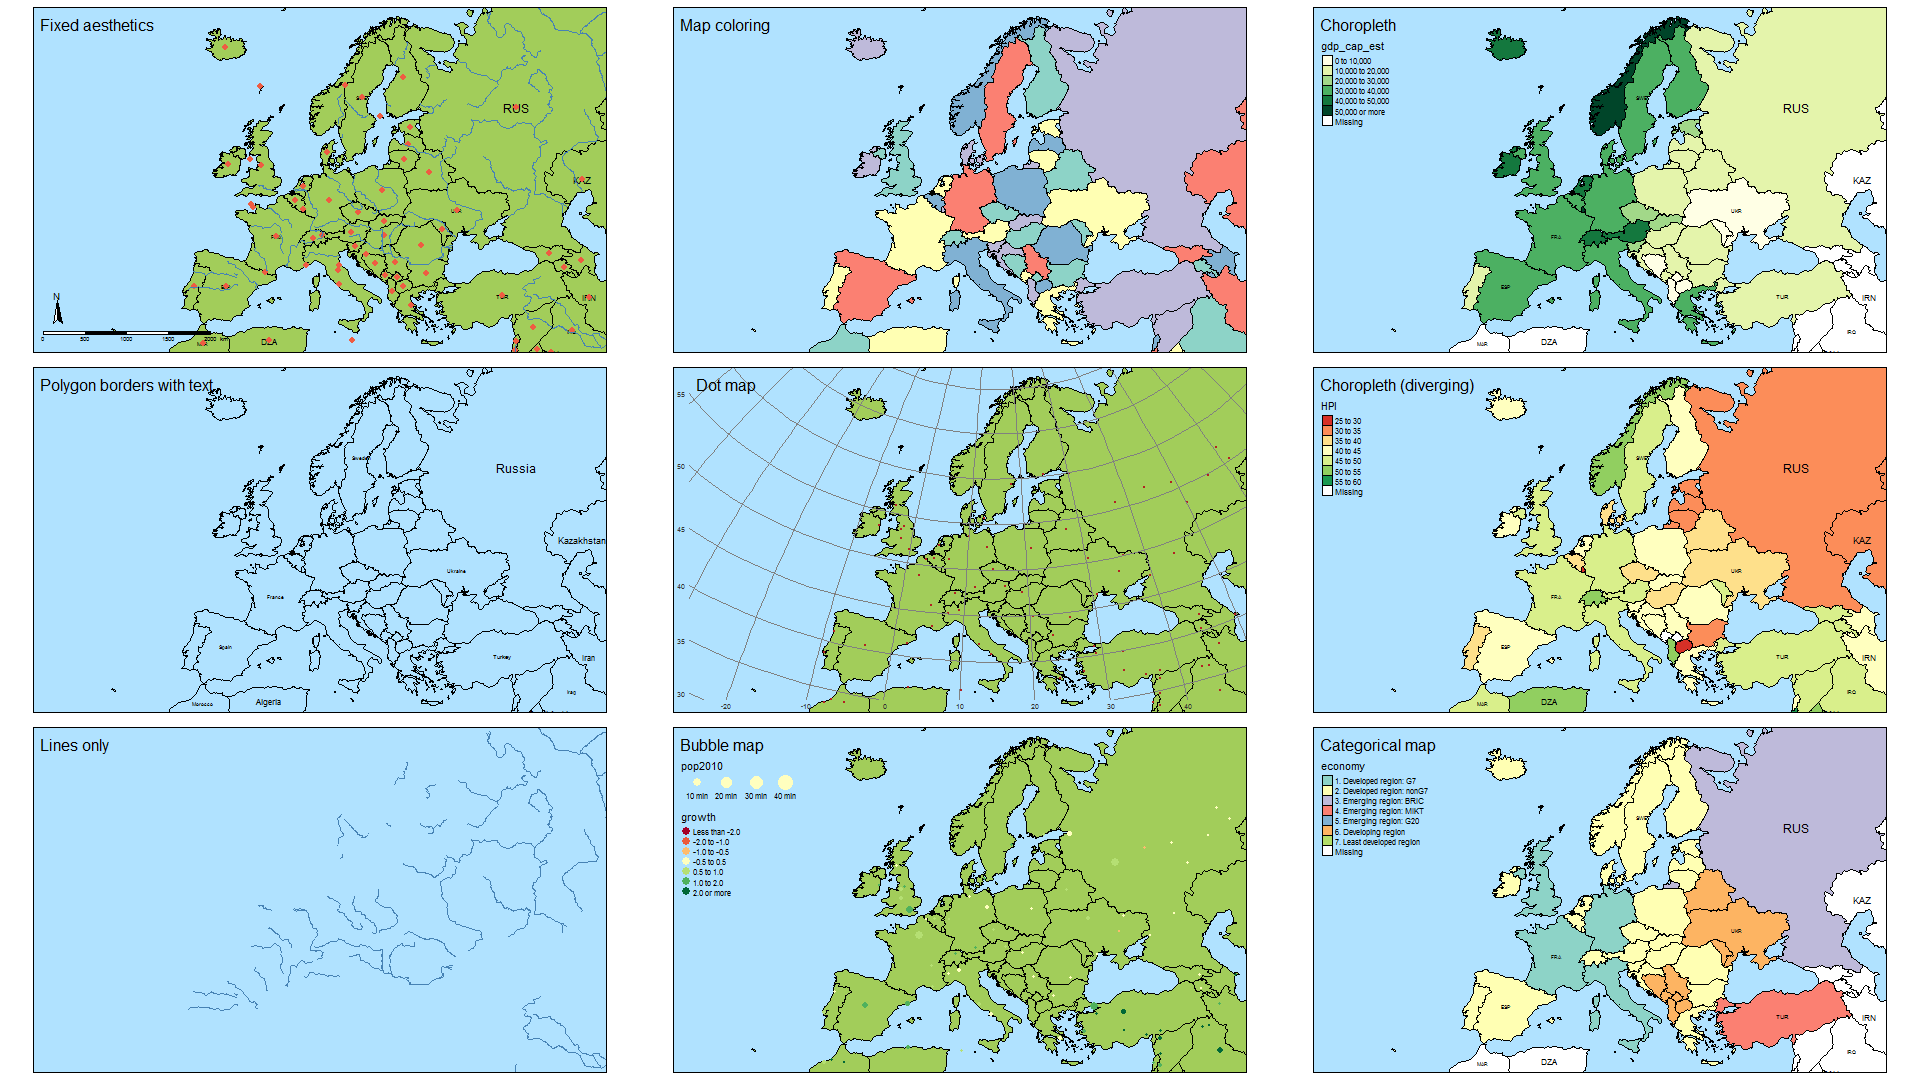 Fixed aesthetics
RUS
KAZ
UKR
TUR
IRN
DZA
N
0 500 1000 1500 2000 km
Map coloring
Choropleth
gdp_cap_est
0 to 10,000
10,000 to 20,000
20,000 to 30,000
30,000 to 40,000
40,000 to 50,000
50,000 or more
Missing
SWE
RUS
KAZ
UKR
FRA
ESP
TUR
IRN
IRQ
MAR
DZA
Polygon borders with text
Sweden
Russia
Kazakhstan
Ukraine
France
Spain
Turkey
Iran
Iraq
Morocco
Algeria
Dot map
55
50
45
40
35
30
-20 -10 0 10 20 30 40
Choropleth (diverging)
HPI
25 to 30
30 to 35
35 to 40
40 to 45
45 to 50
50 to 55
55 to 60
Missing
SWE
RUS
KAZ
UKR
FRA
ESP
TUR
IRN
IRQ
MAR
DZA
Lines only
Bubble map
pop2010
10 mln 20 mln 30 mln 40 mln
growth
Less than -2.0
-2.0 to -1.0
-1.0 to -0.5
-0.5 to 0.5
0.5 to 1.0
1.0 to 2.0
2.0 or more
Categorical map
economy
1. Developed region: G7
2. Developed region: nonG7
3. Emerging region: BRIC
4. Emerging region: MIKT
5. Emerging region: G20
6. Developing region
7. Least developed region
Missing
SWE
RUS
KAZ
UKR
FRA
ESP
TUR
IRN
IRQ
MAR
DZA